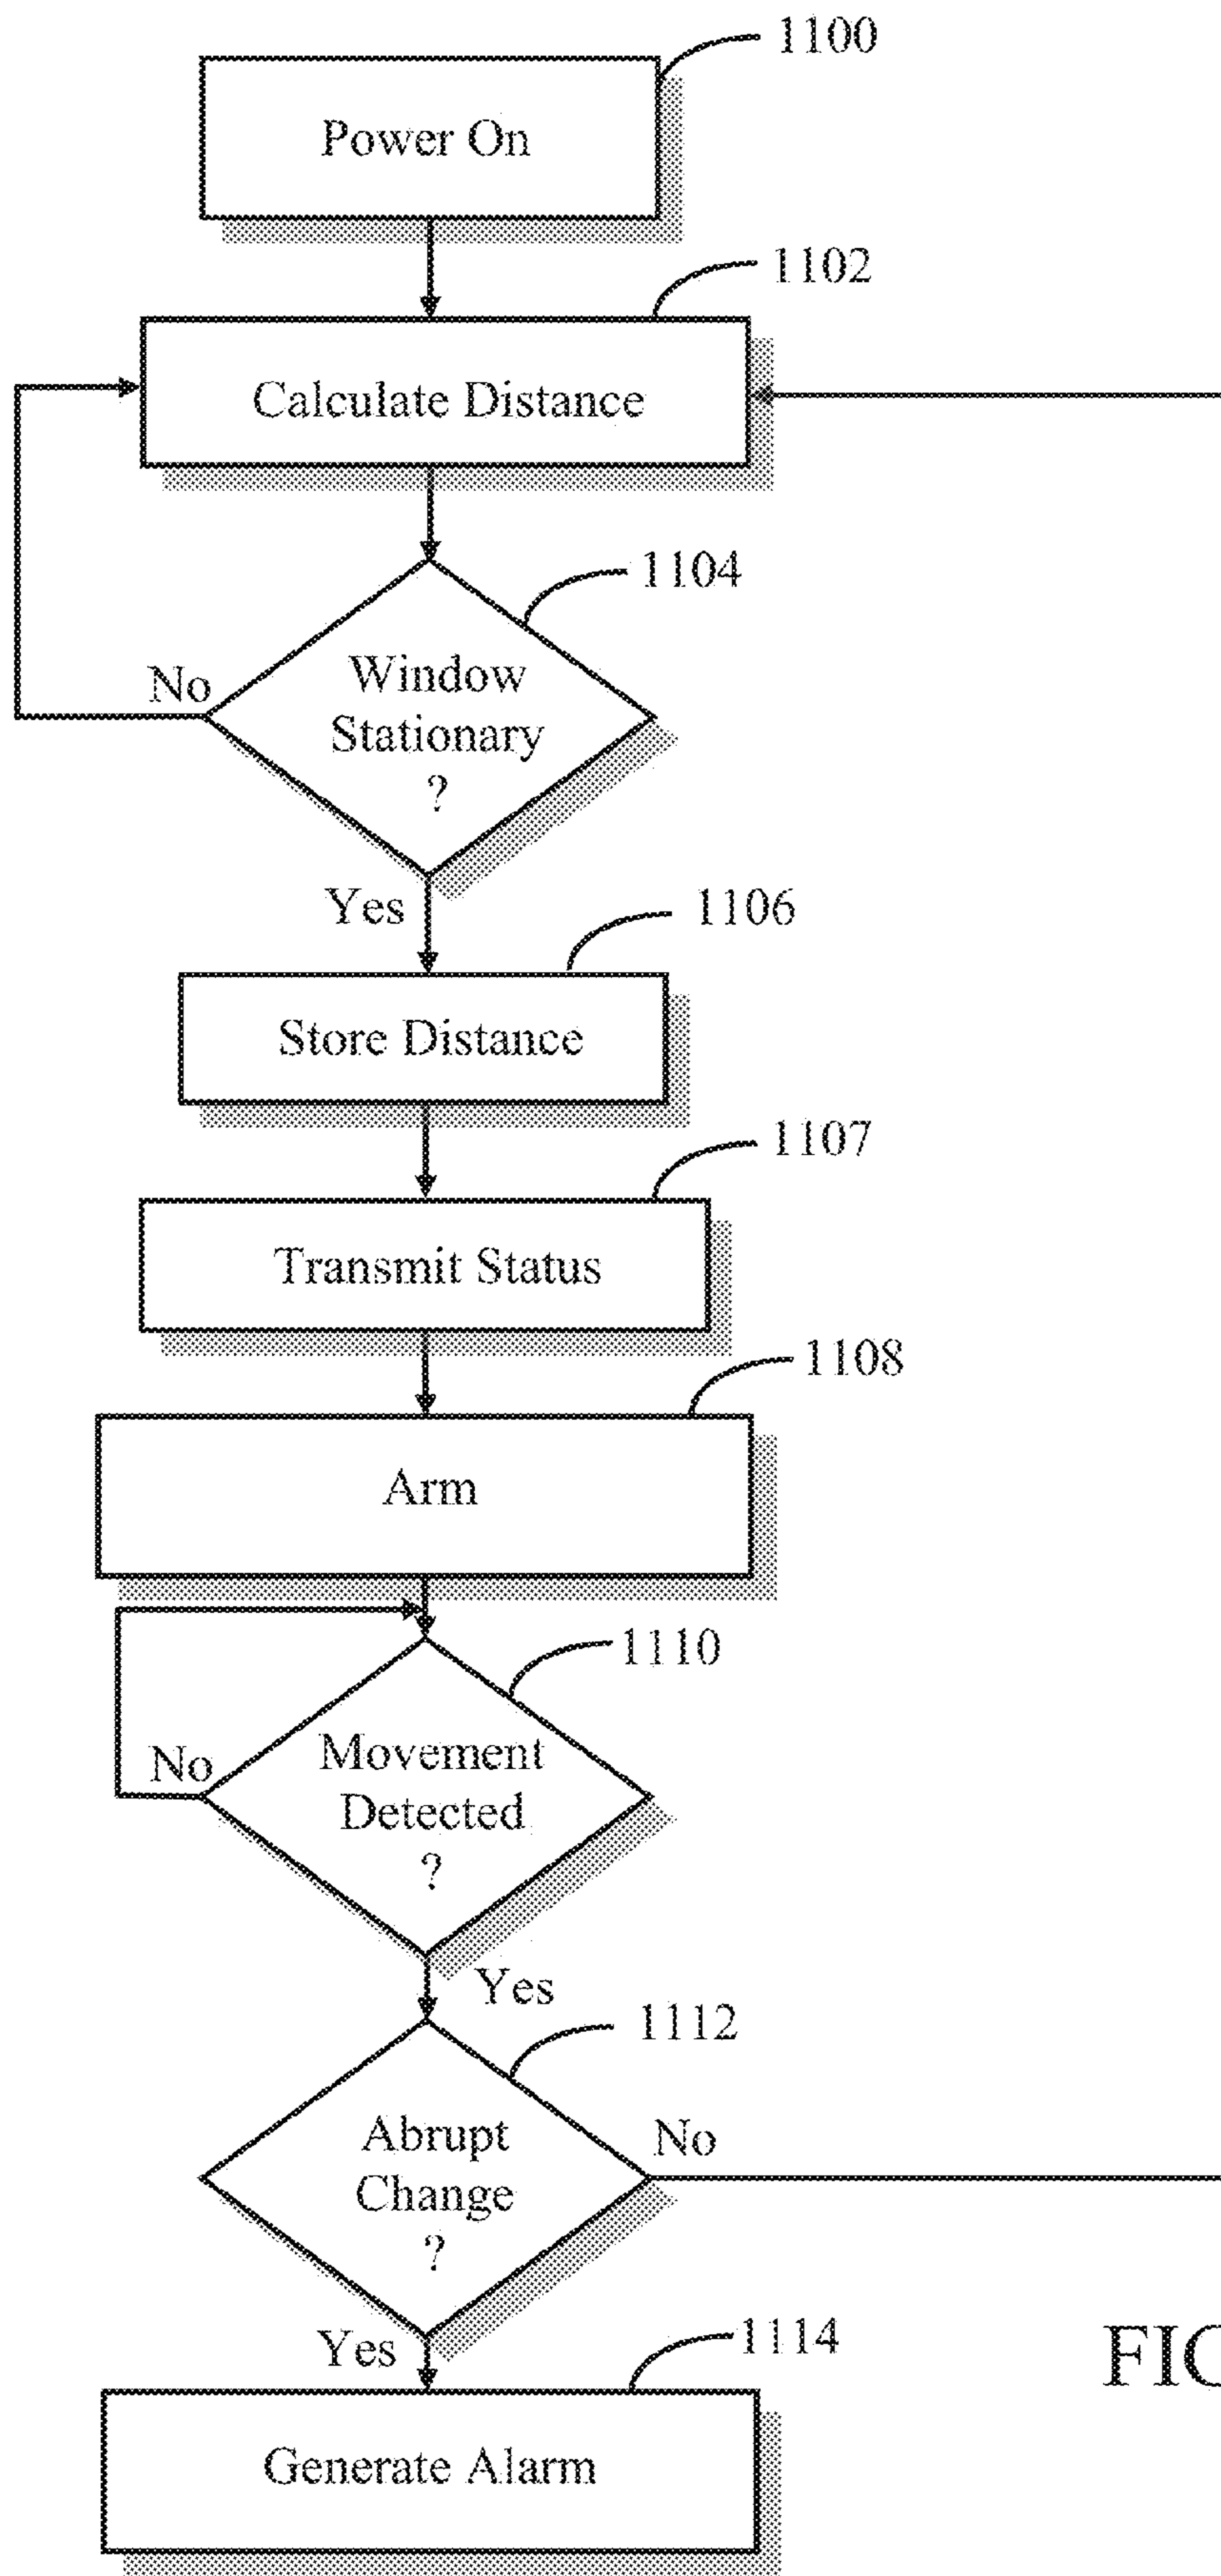 1100
Power On
1102
Calculate Distance
1104
No
Window
Stationary
?
Yes
1106
Store Distance
1107
Transmit Status
1108
Arm
1110
No
Movement
Detected
?
Yes
1112
Abrupt
Change
?
No
Yes
1114
FIG
Generate Alarm